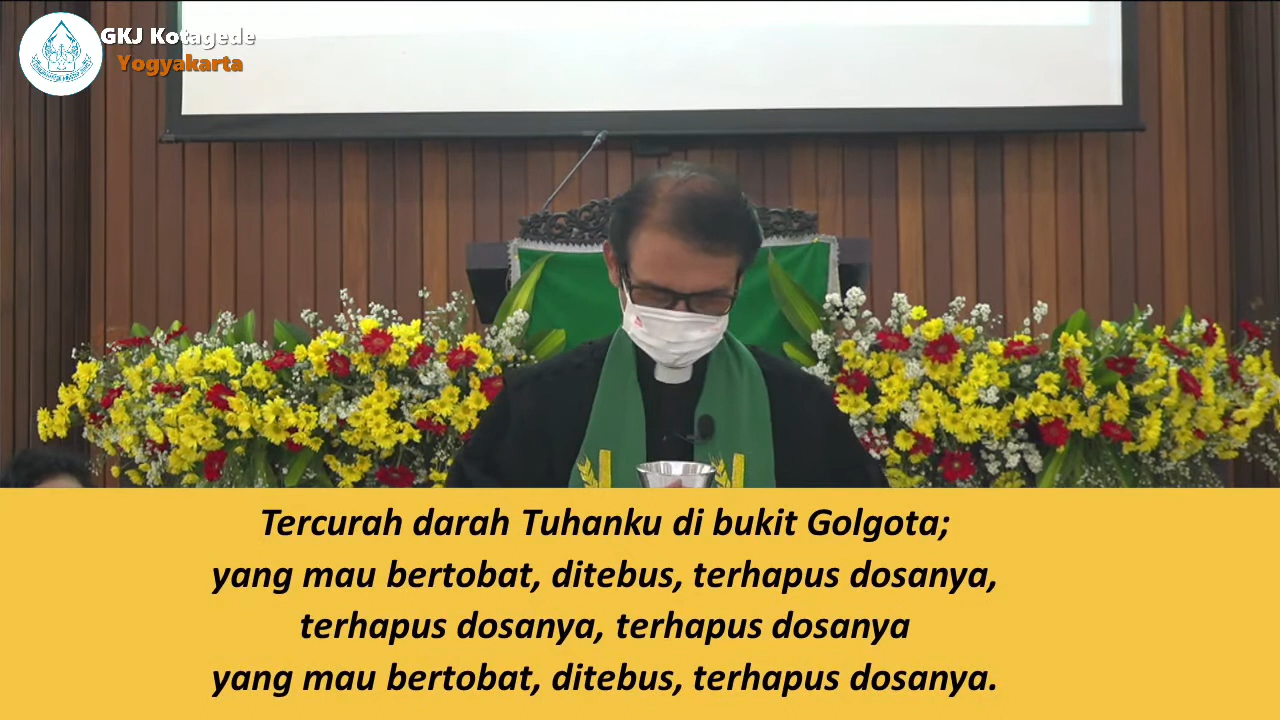 GKJ Kotagede
Yogyakarta
Tercurah darah Tuhanku di bukit Golgota;
yang mau bertobat, ditebus, terhapus dosanya,
terhapus dosanya, terhapus dosanya
yang mau bertobat, ditebus, terhapus dosanya.